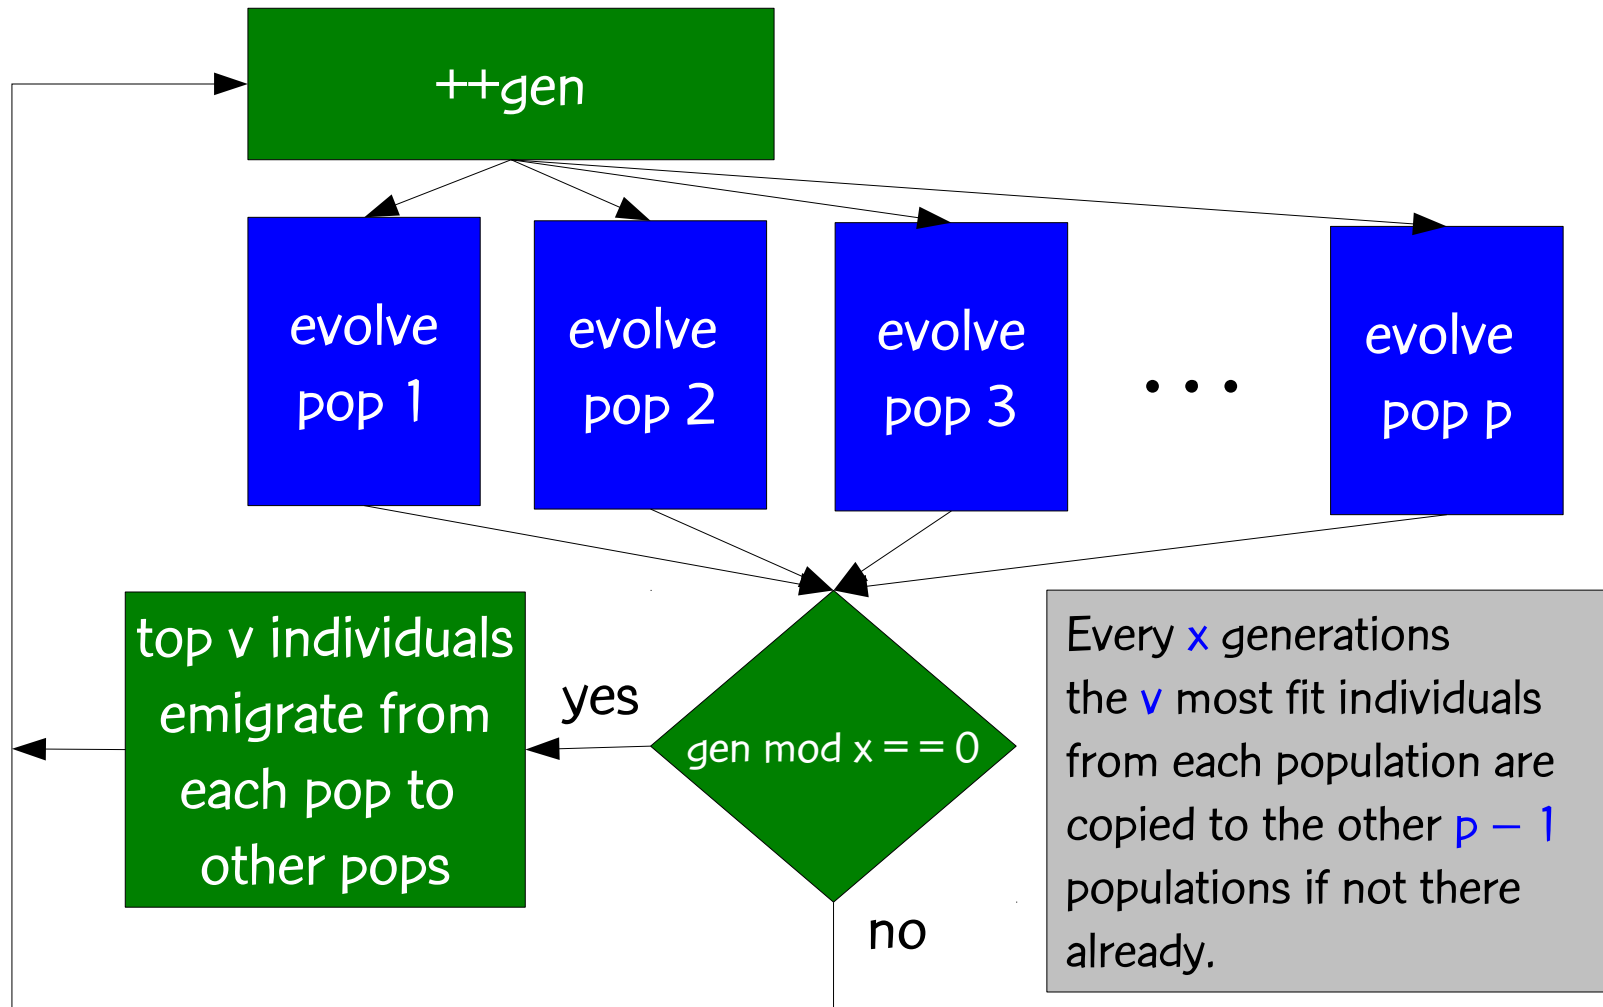 ++gen
evolve
pop 1
evolve
pop 2
evolve
pop 3
. . .
evolve
pop p
top v individuals
emigrate from
each pop to
other pops
yes
gen mod x = = 0
no
Every x generations
the v most fit individuals
from each population are
copied to the other p – 1
populations if not there
already.